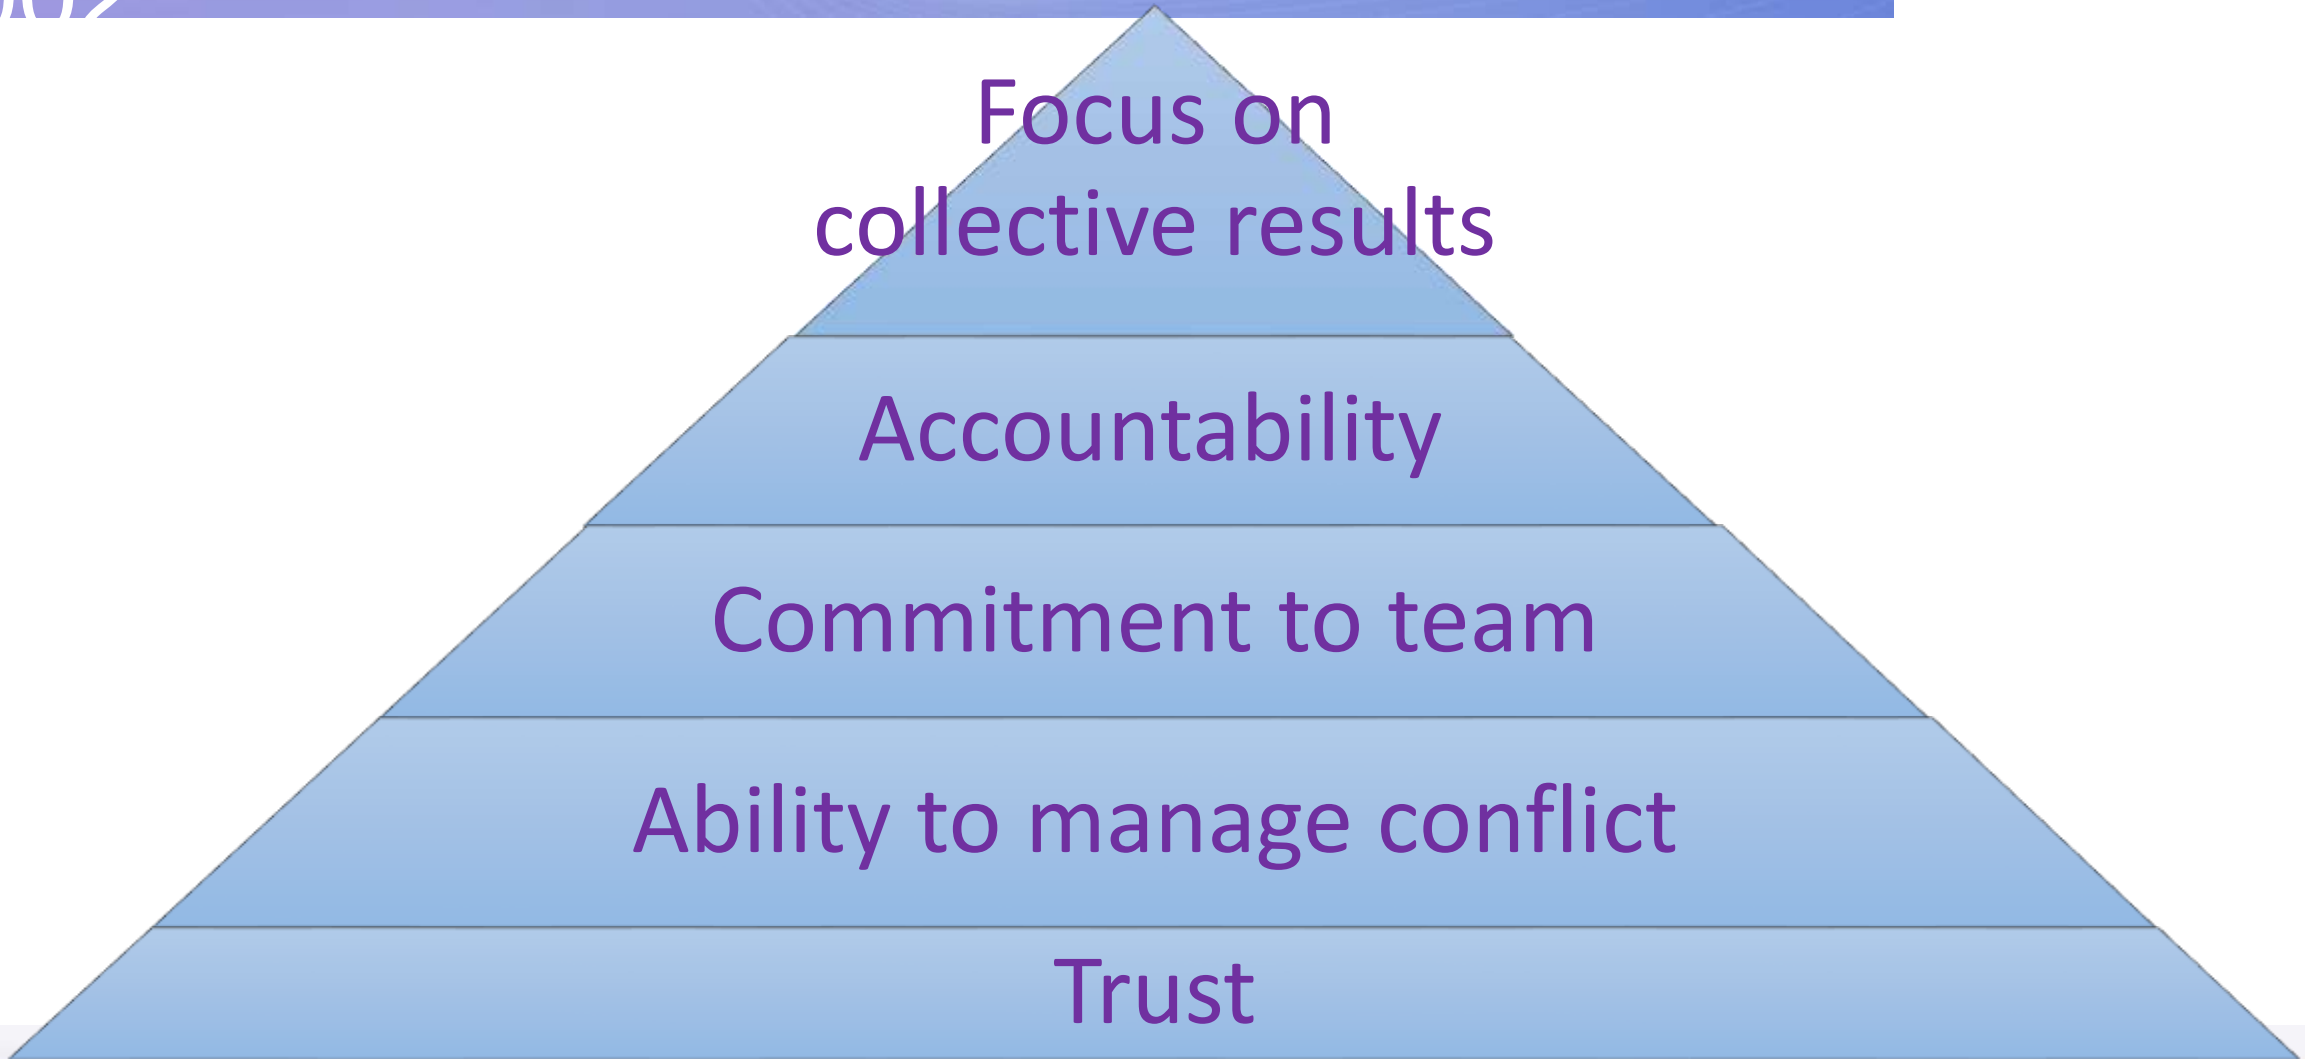 Focus on
collective results
Accountability
Commitment to team
Ability to manage conflict
Trust